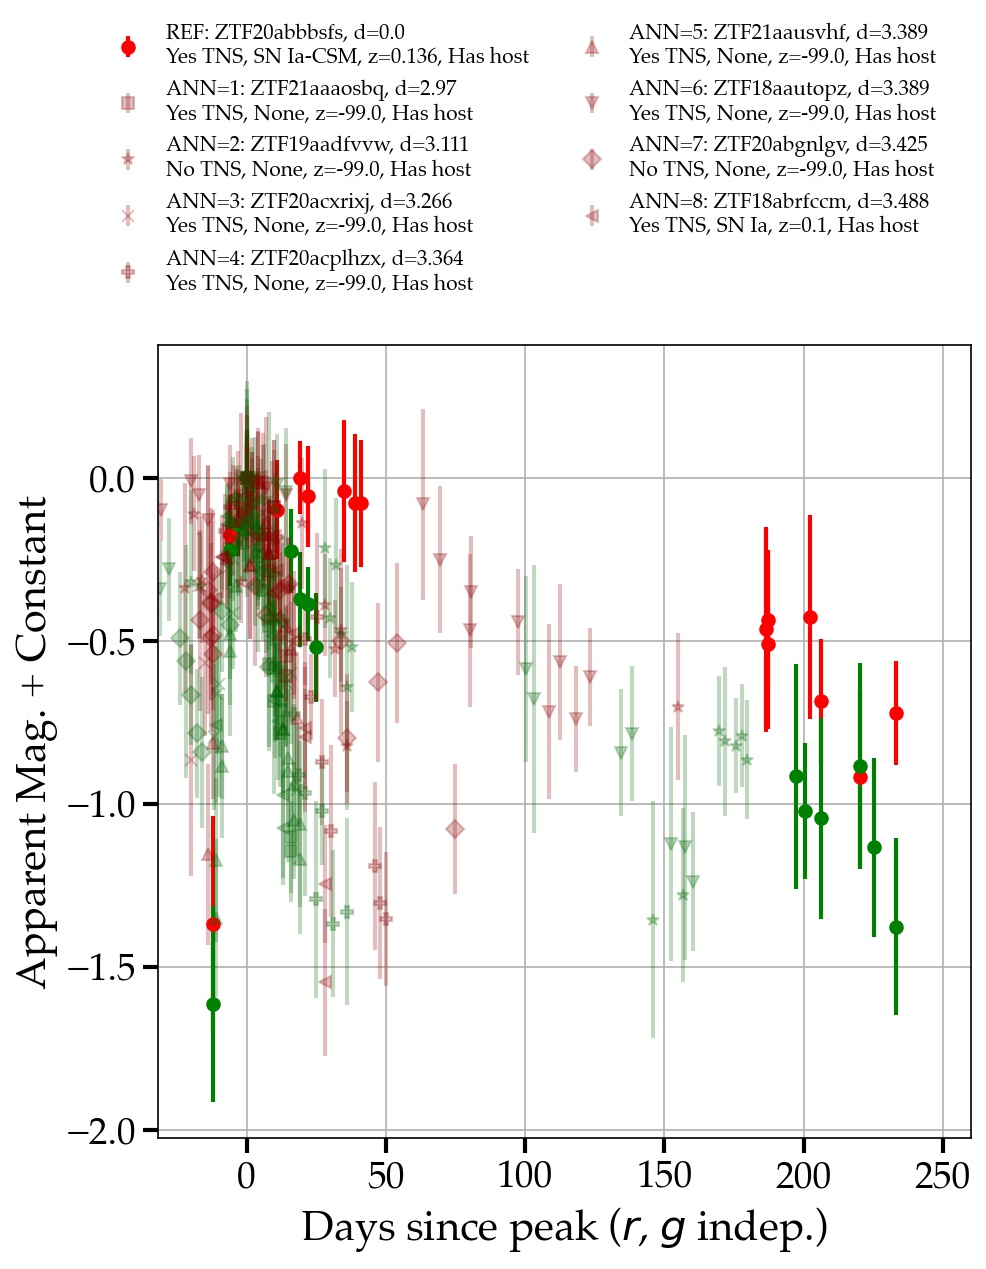 REF: ZTF20abbbsfs, d=0.0
Yes TNS, SN Ia-CSM, z=0.136, Has host
ANN=1: ZTF21aaaosbq, d=2.97
Yes TNS, None, z=-99.0, Has host
ANN=2: ZTF19aadfvvw, d=3.111
No TNS, None, z=-99.0, Has host
ANN=3: ZTF20acxrixj, d=3.266
Yes TNS, None, z=-99.0, Has host
ANN=4: ZTF20acplhzx, d=3.364
Yes TNS, None, z=-99.0, Has host
ANN=5: ZTF21aausvhf, d=3.389
Yes TNS, None, z=-99.0, Has host
ANN=6: ZTF18aautopz, d=3.389
Yes TNS, None, z=-99.0, Has host
ANN=7: ZTF20abgnlgv, d=3.425
No TNS, None, z=-99.0, Has host
ANN=8: ZTF18abrfccm, d=3.488
Yes TNS, SN Ia, z=0.1, Has host
Apparent Mag. + Constant
0.0
−0.5
−1.0
−1.5
−2.0
0 50 100 150 200 250
Days since peak (r, g indep.)